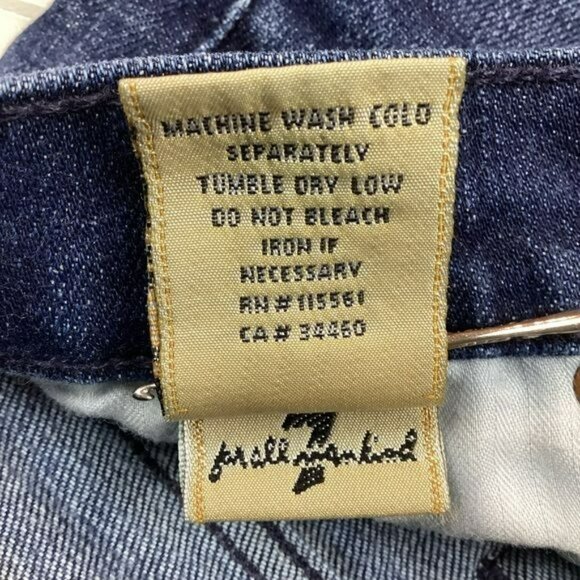 MACHINE WASH COLD
SEPARATELY
TUMBLE DRY LOW
DO NOT BLEACH
IRON IF
NECESSARY
RN# 115561
CA# 34460
7
for all mankind